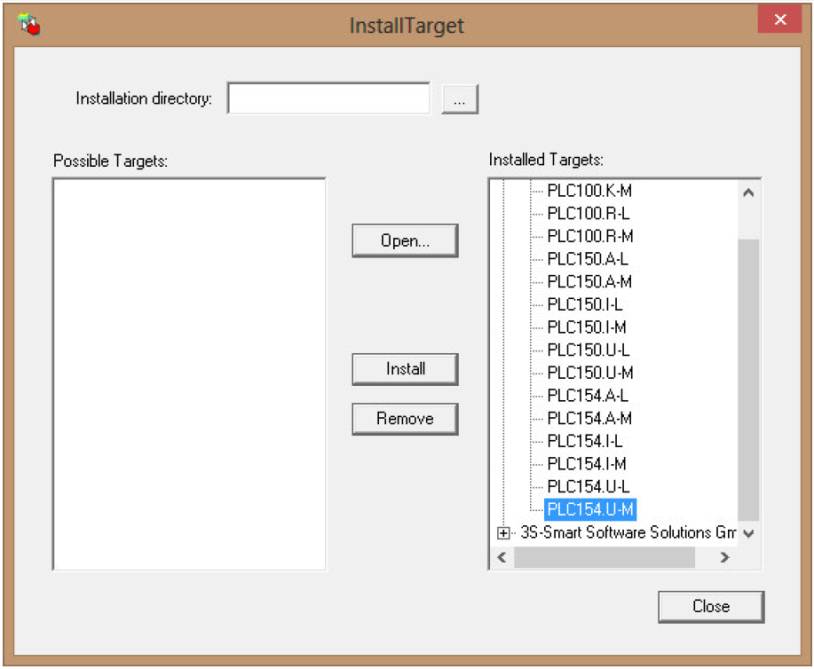 InstallTarget
Installation directory:
...
Possible Targets:
Installed Targets:
Open...
Install
Remove
PLC100.K-M
PLC100.R-L
PLC100.R-M
PLC150.A-L
PLC150.A-M
PLC150.I-L
PLC150.I-M
PLC150.U-L
PLC150.U-M
PLC154.A-L
PLC154.A-M
PLC154.I-L
PLC154.I-M
PLC154.U-L
PLC154.U-M
3S-Smart Software Solutions Gm
Close